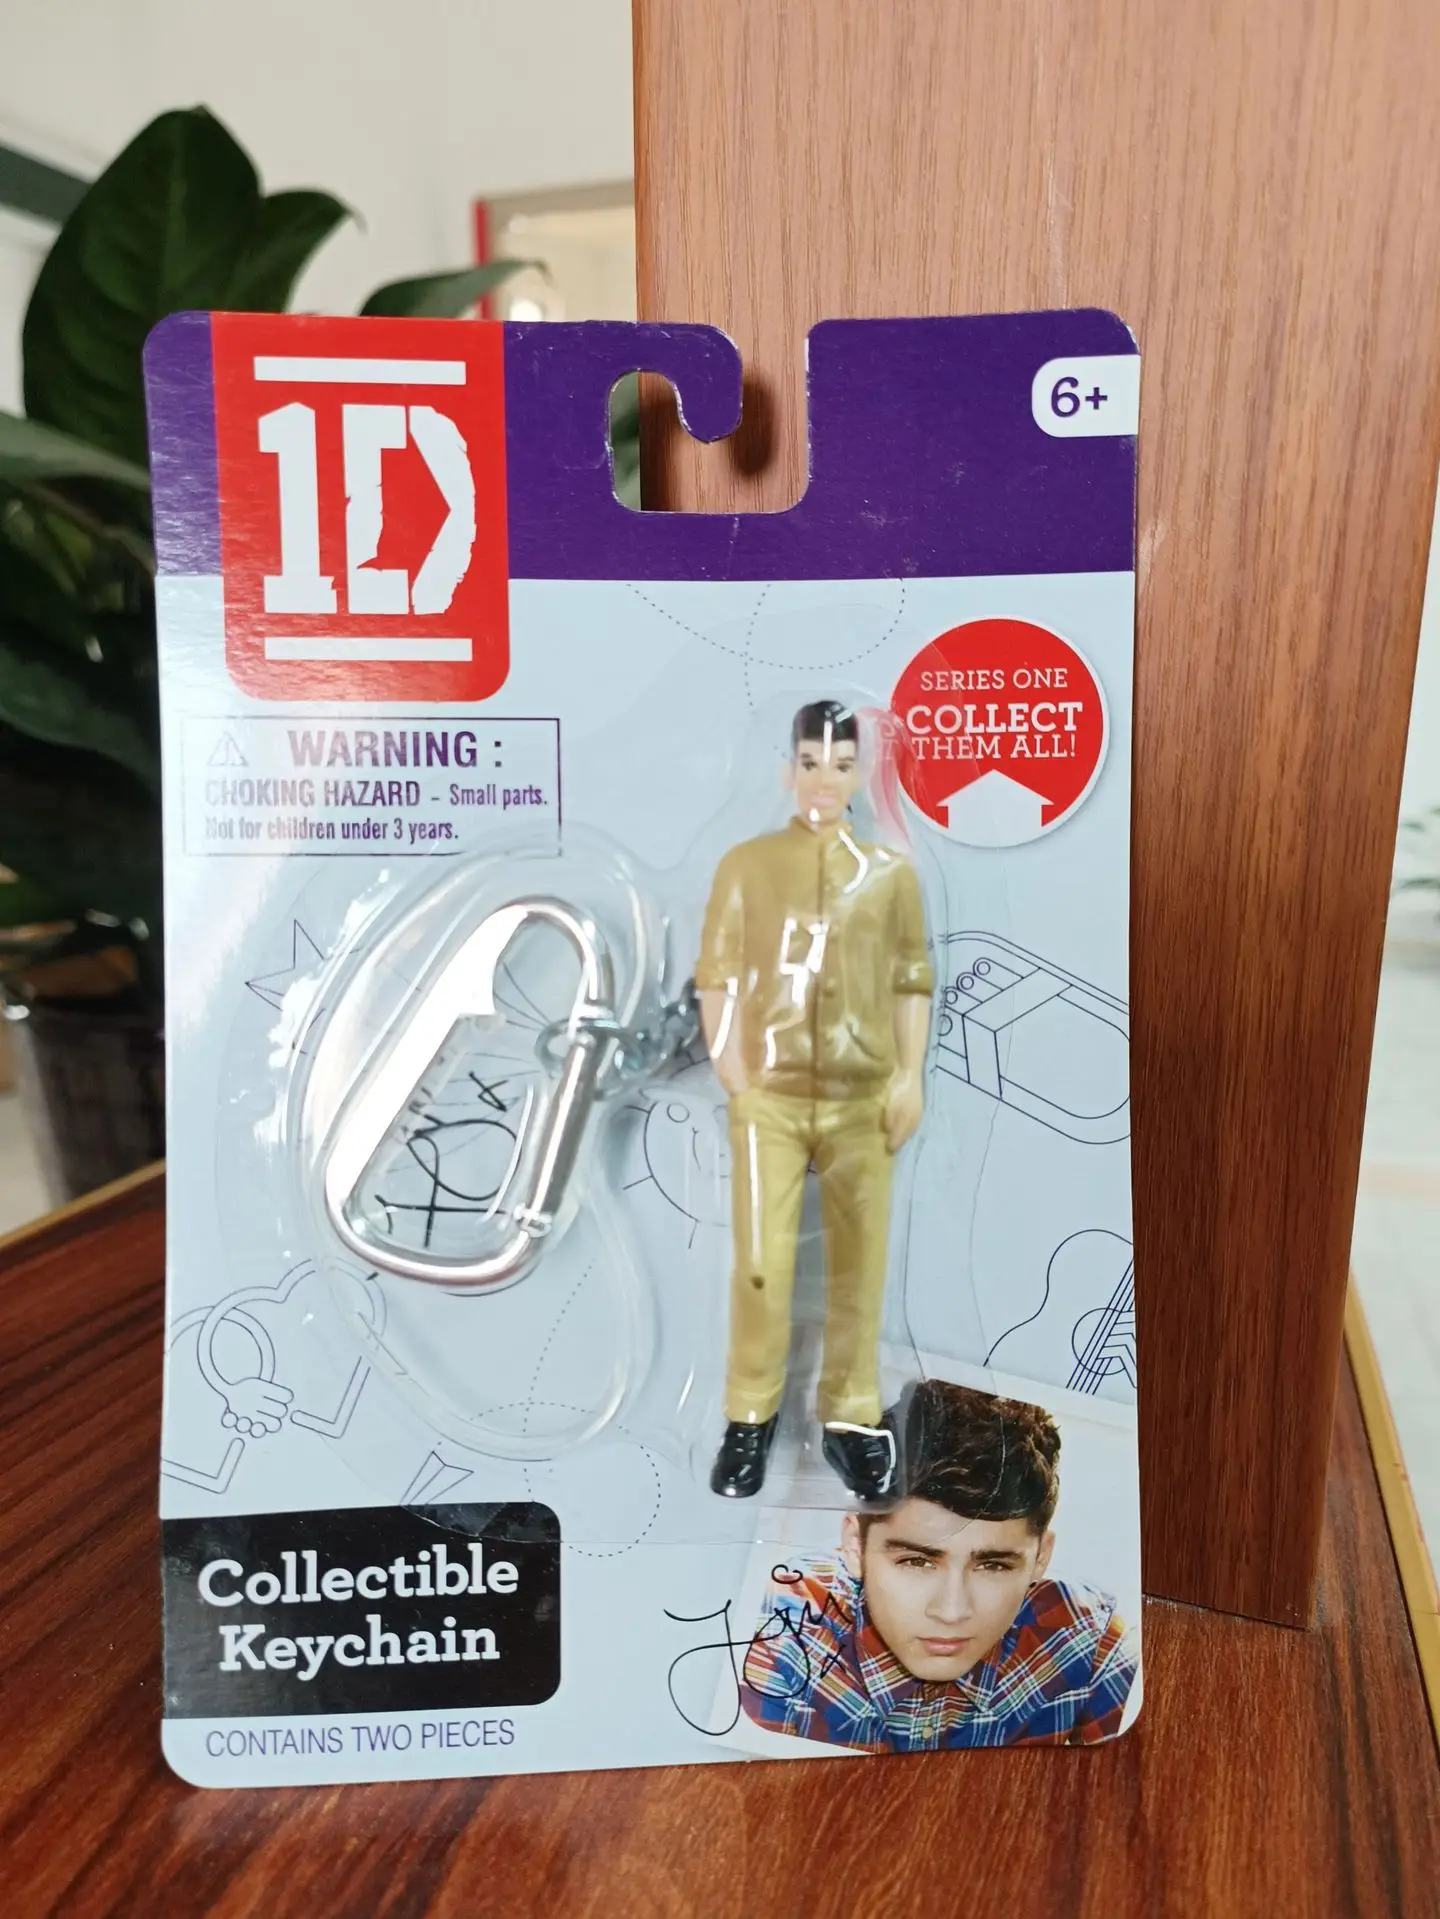 1D
6+
SERIES ONE
COLLECT
THEM ALL!
WARNING :
CHOKING HAZARD - Small parts.
Not for children under 3 years.
Collectible
Keychain
CONTAINS TWO PIECES